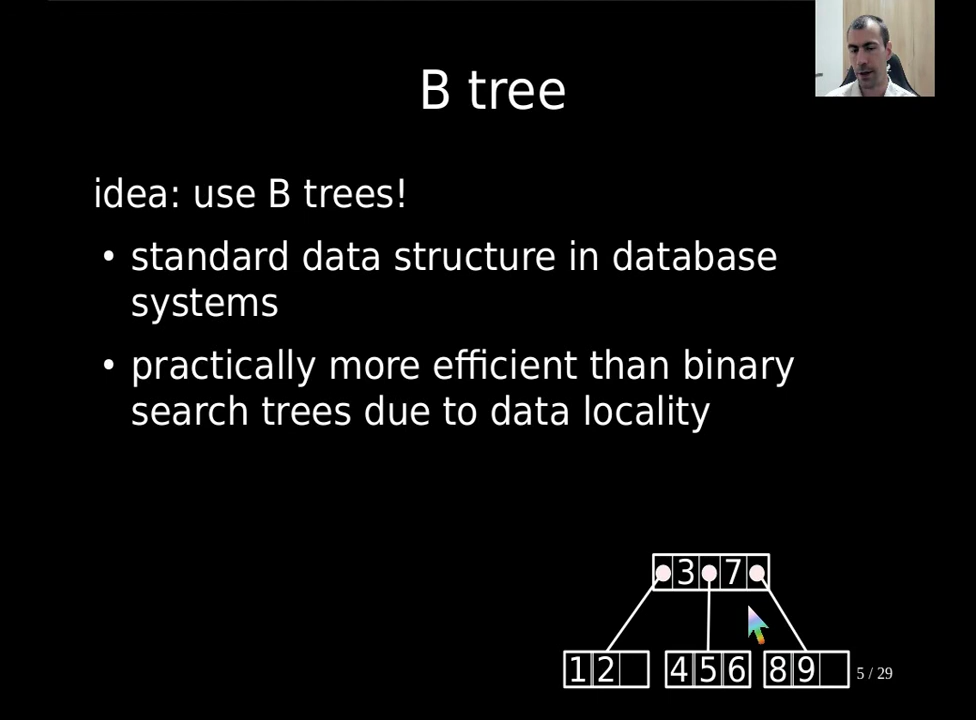 B tree
idea: use B trees!
• standard data structure in database
systems
• practically more efficient than binary
search trees due to data locality
3 7
1 2 4 5 6 8 9
5 / 29